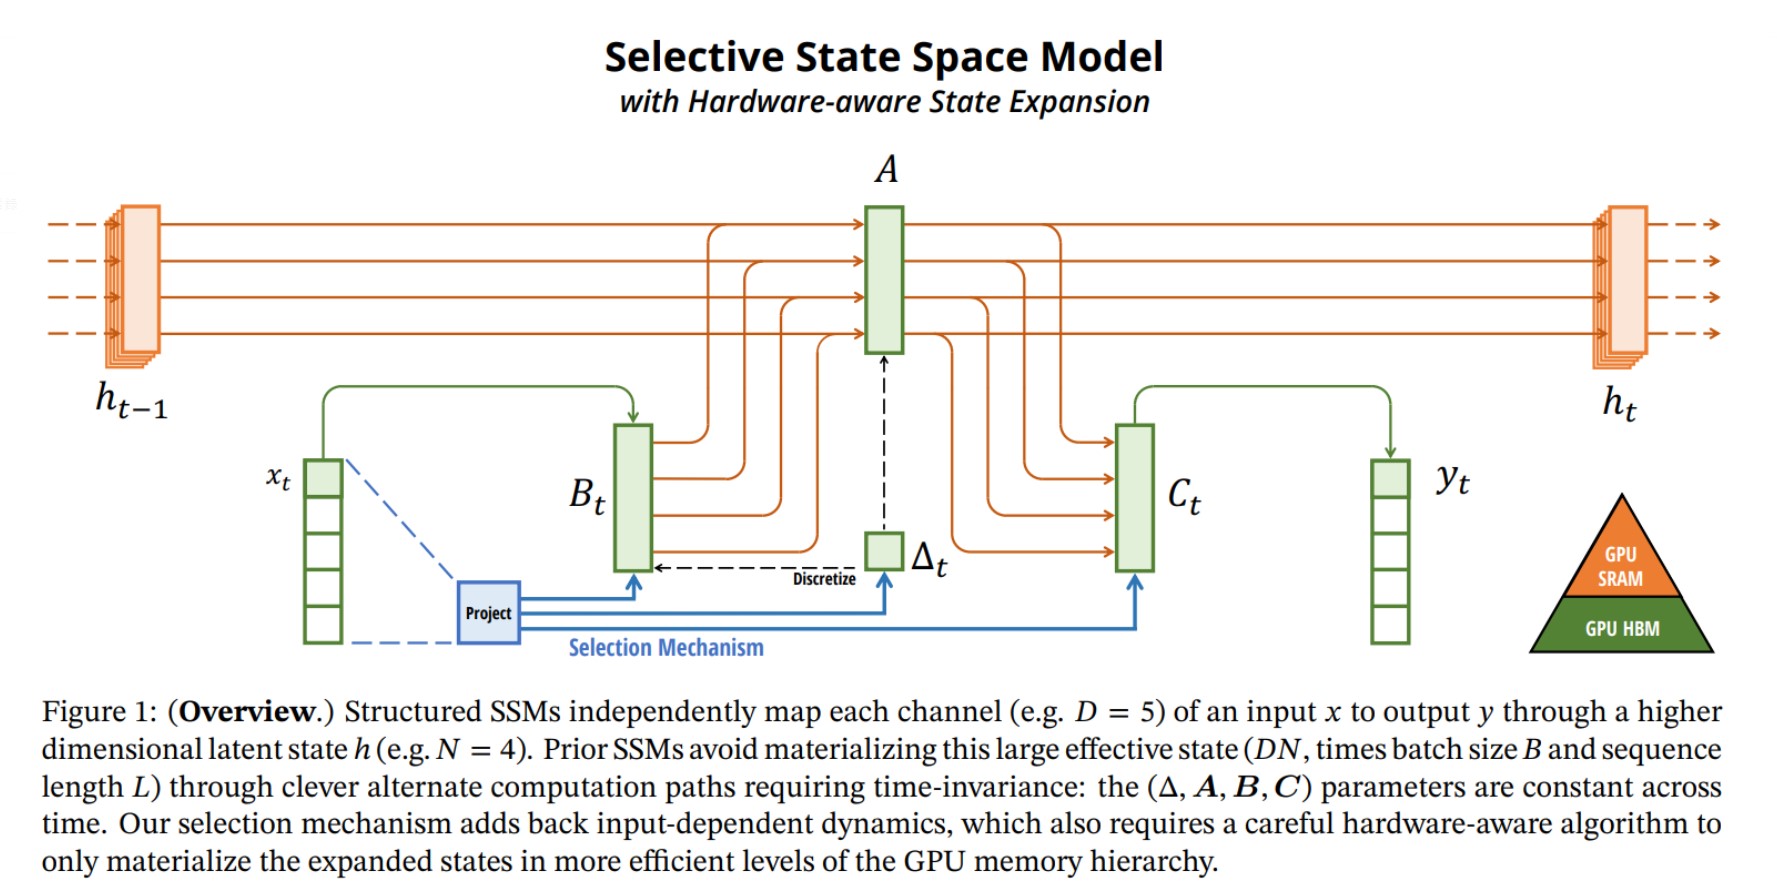 Selective State Space Model
with Hardware-aware State Expansion
A
h_{t−1}
h_t
x_t
B_t
C_t
y_t
Δ_t
Discretize
Project
Selection Mechanism
GPU
SRAM
GPU HBM
Figure 1: (Overview.) Structured SSMs independently map each channel (e.g. D = 5) of an input x to output y through a higher
dimensional latent state h (e.g. N = 4). Prior SSMs avoid materializing this large effective state (DN, times batch size B and sequence
length L) through clever alternate computation paths requiring time-invariance: the (Δ, A, B, C) parameters are constant across
time. Our selection mechanism adds back input-dependent dynamics, which also requires a careful hardware-aware algorithm to
only materialize the expanded states in more efficient levels of the GPU memory hierarchy.